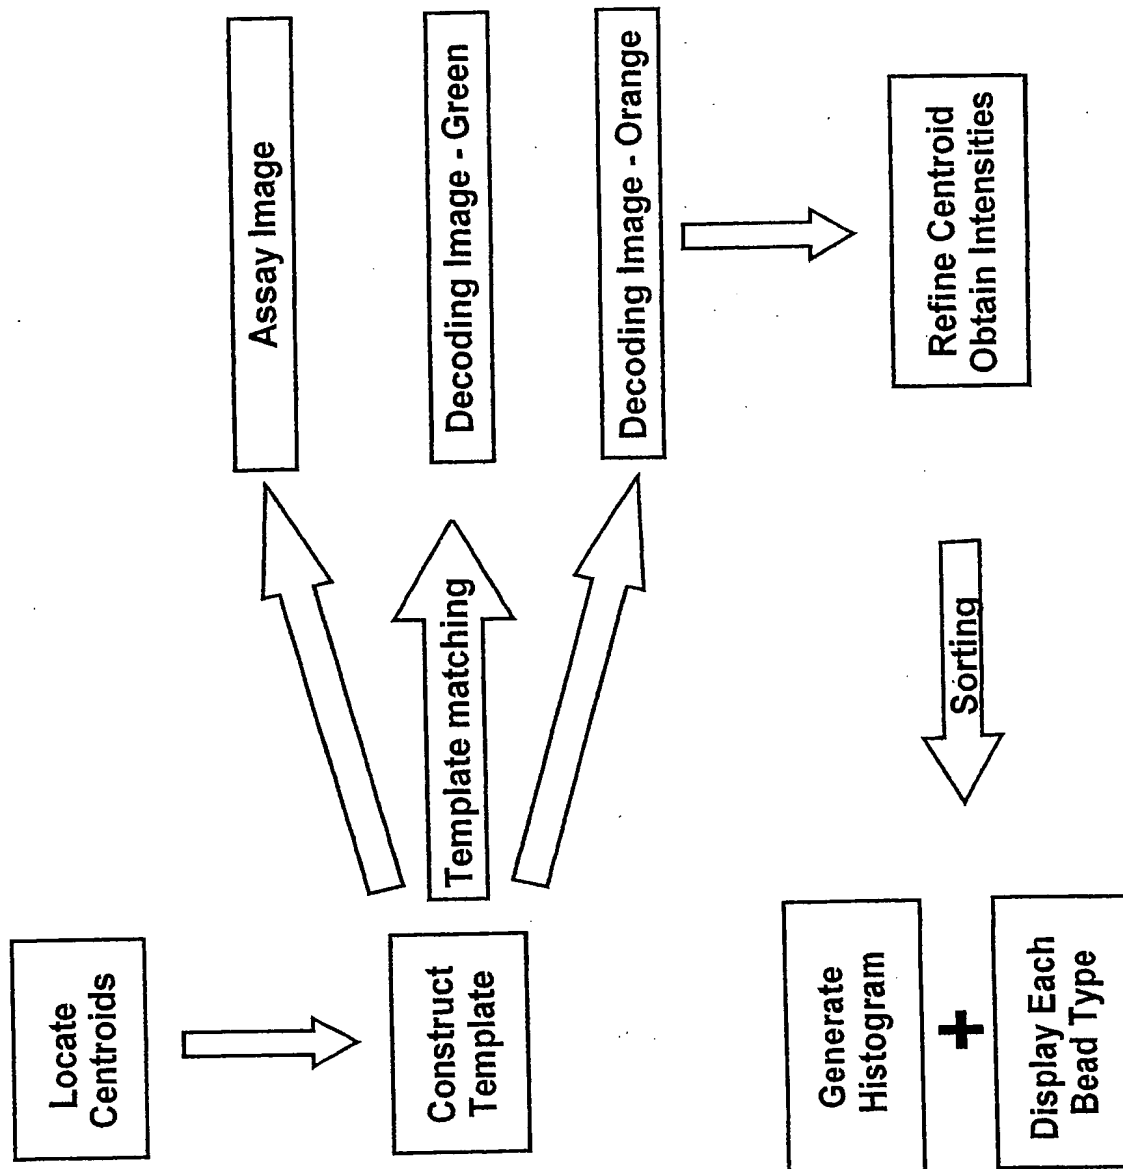 Locate
Centroids
Construct
Template
Template matching
Assay Image
Decoding Image - Green
Decoding Image - Orange
Refine Centroid
Obtain Intensities
Sorting
Generate
Histogram
+
Display Each
Bead Type